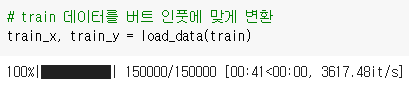 # train 데이터를 버트 인풋에 맞게 변환
train_x, train_y = load_data(train)
100%|██████████| 150000/150000 [00:41<00:00, 3617.48it/s]